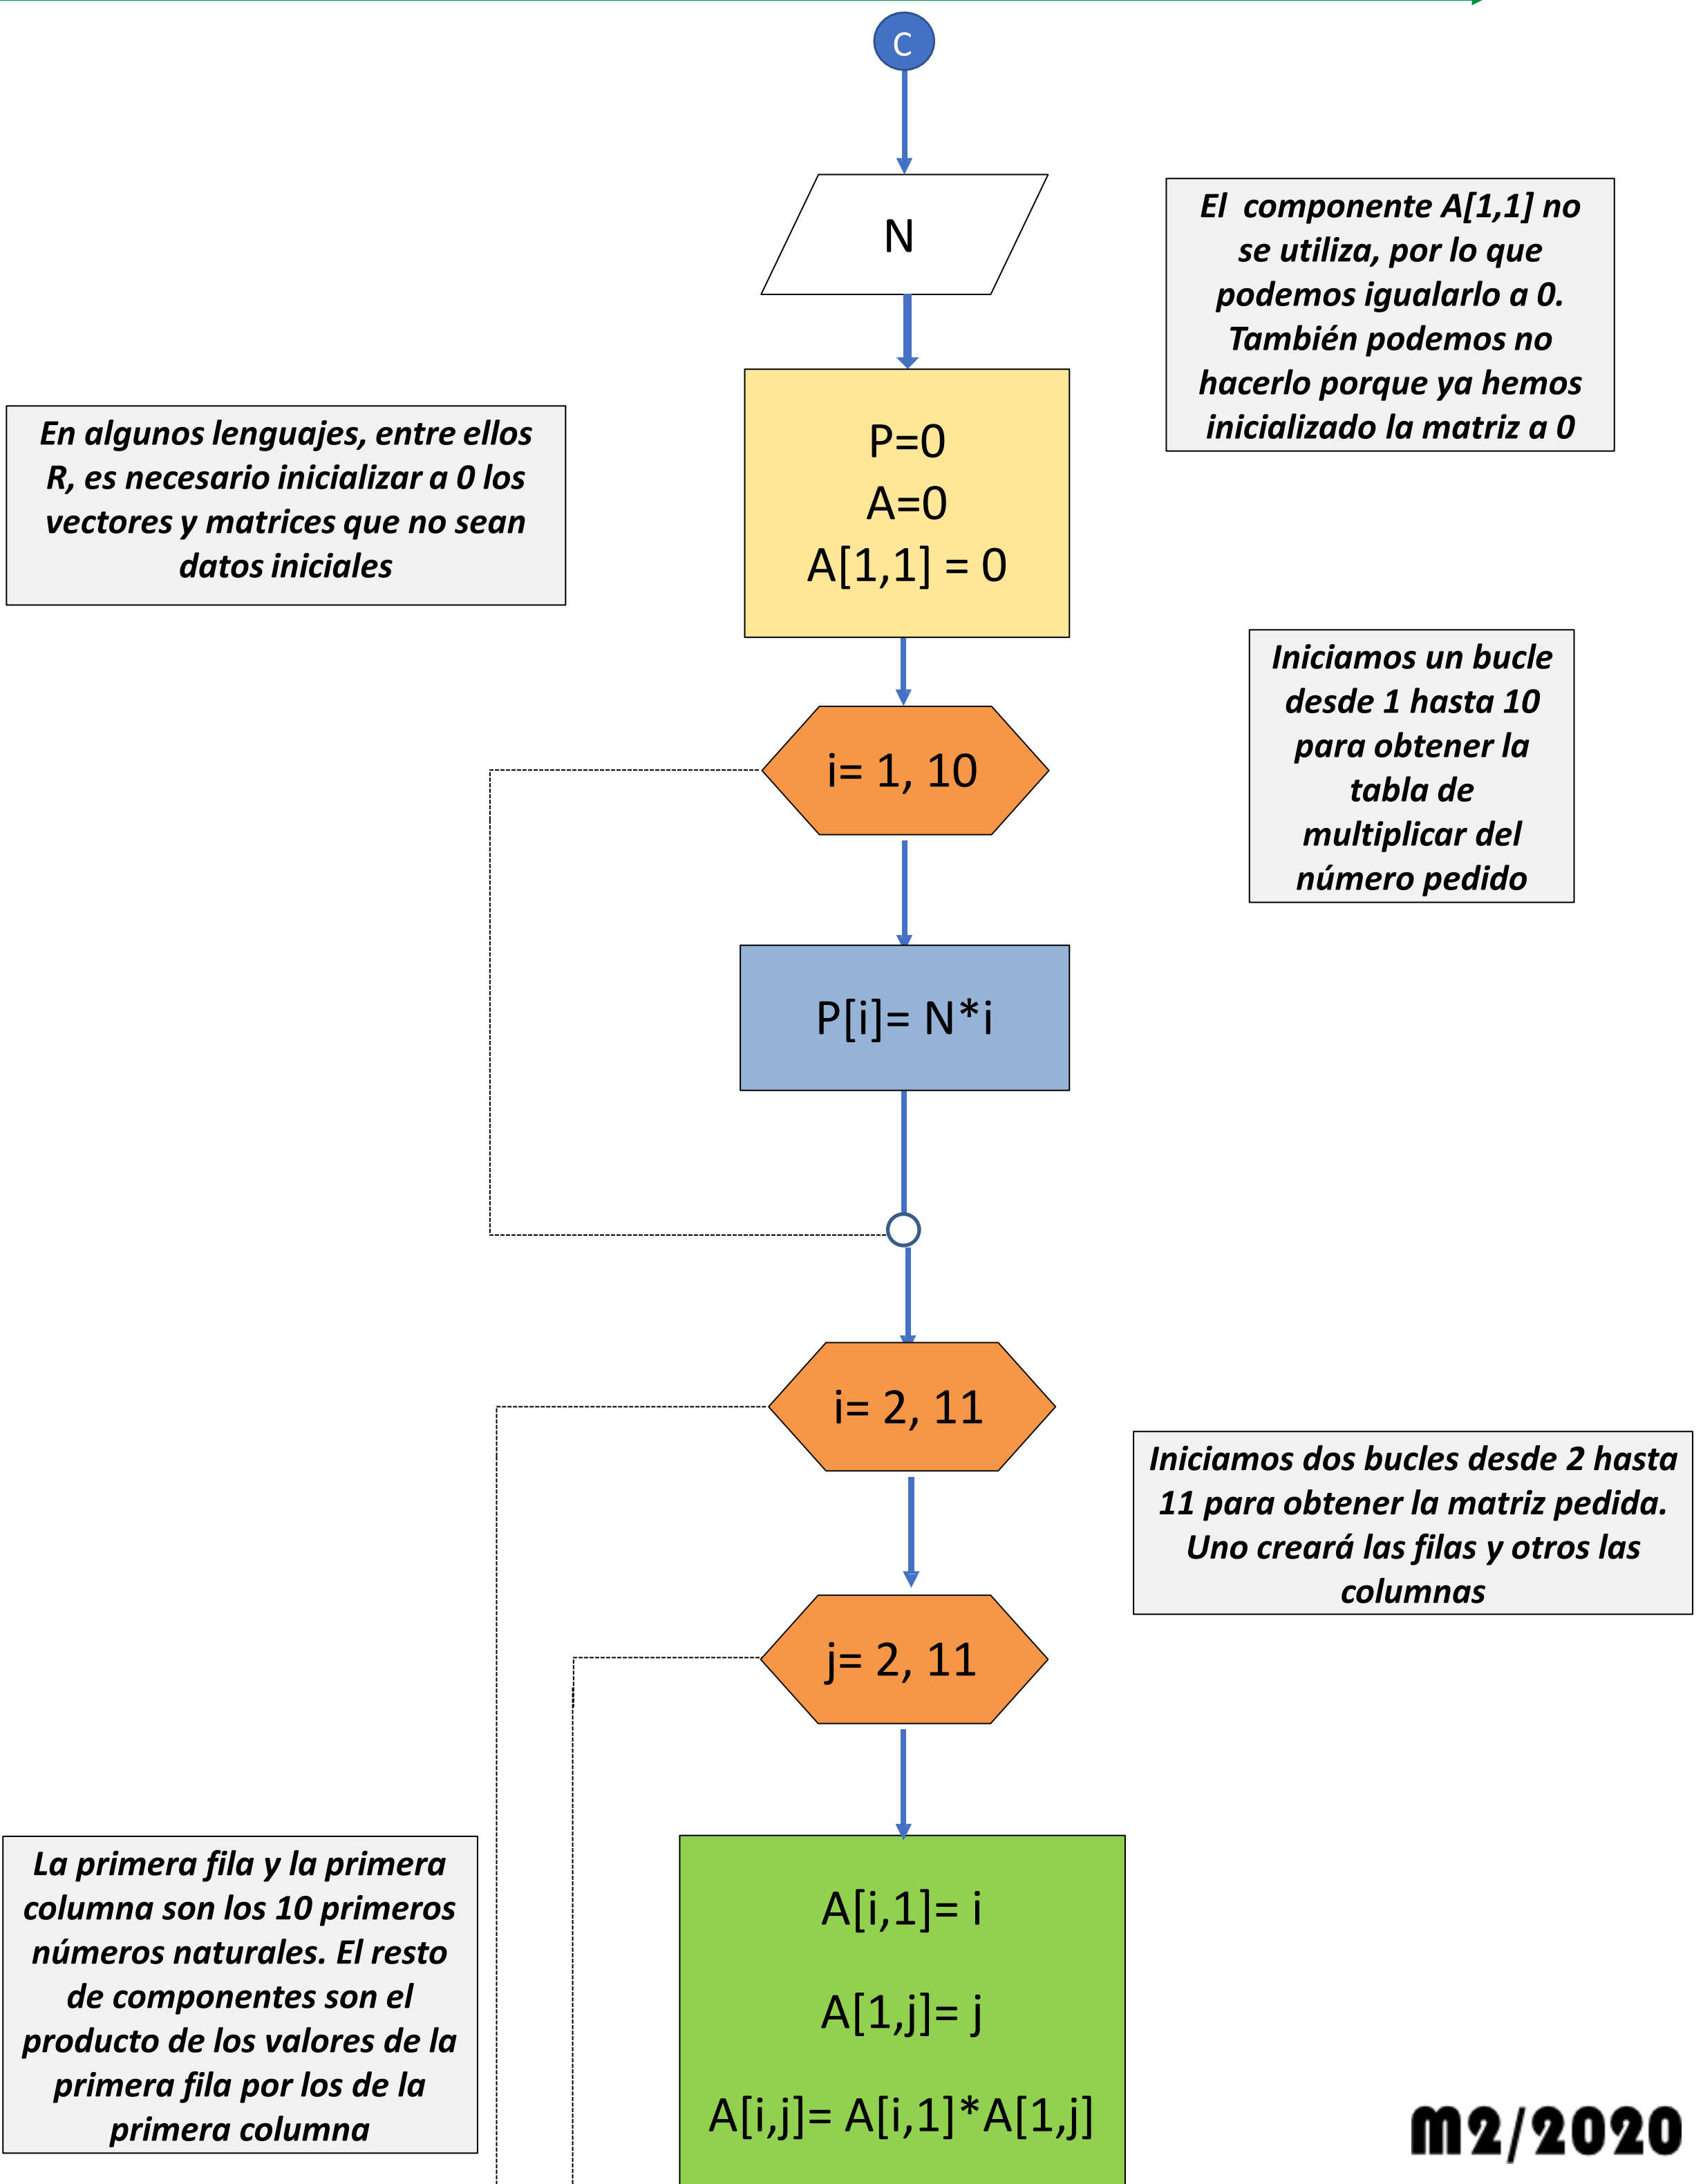 C
N
El componente A[1,1] no
se utiliza, por lo que
podemos igualarlo a 0.
También podemos no
hacerlo porque ya hemos
inicializado la matriz a 0
En algunos lenguajes, entre ellos
R, es necesario inicializar a 0 los
vectores y matrices que no sean
datos iniciales
P=0
A=0
A[1,1] = 0
Iniciamos un bucle
desde 1 hasta 10
para obtener la
tabla de
multiplicar del
número pedido
i= 1, 10
P[i]= N*i
i= 2, 11
Iniciamos dos bucles desde 2 hasta
11 para obtener la matriz pedida.
Uno creará las filas y otros las
columnas
j= 2, 11
La primera fila y la primera
columna son los 10 primeros
números naturales. El resto
de componentes son el
producto de los valores de la
primera fila por los de la
primera columna
A[i,1]= i
A[1,j]= j
A[i,j]= A[i,1]*A[1,j]
M2/2020